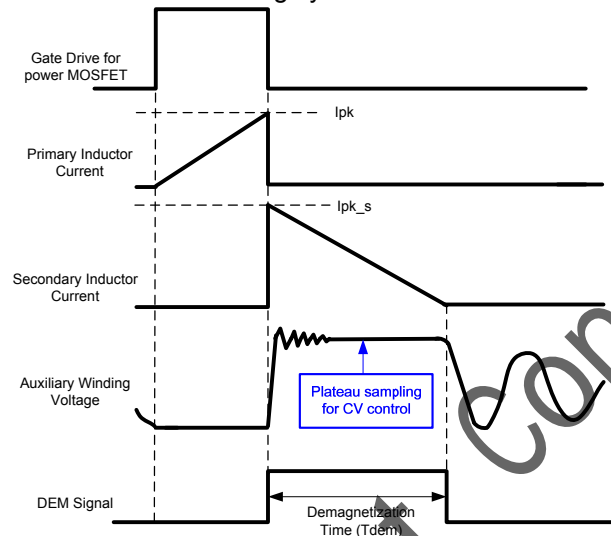 Gate Drive for
power MOSFET
Ipk
Primary Inductor
Current
Ipk_s
Secondary Inductor
Current
Auxiliary Winding
Voltage
Plateau sampling
for CV control
DEM Signal
Demagnetization
Time (Tdem)